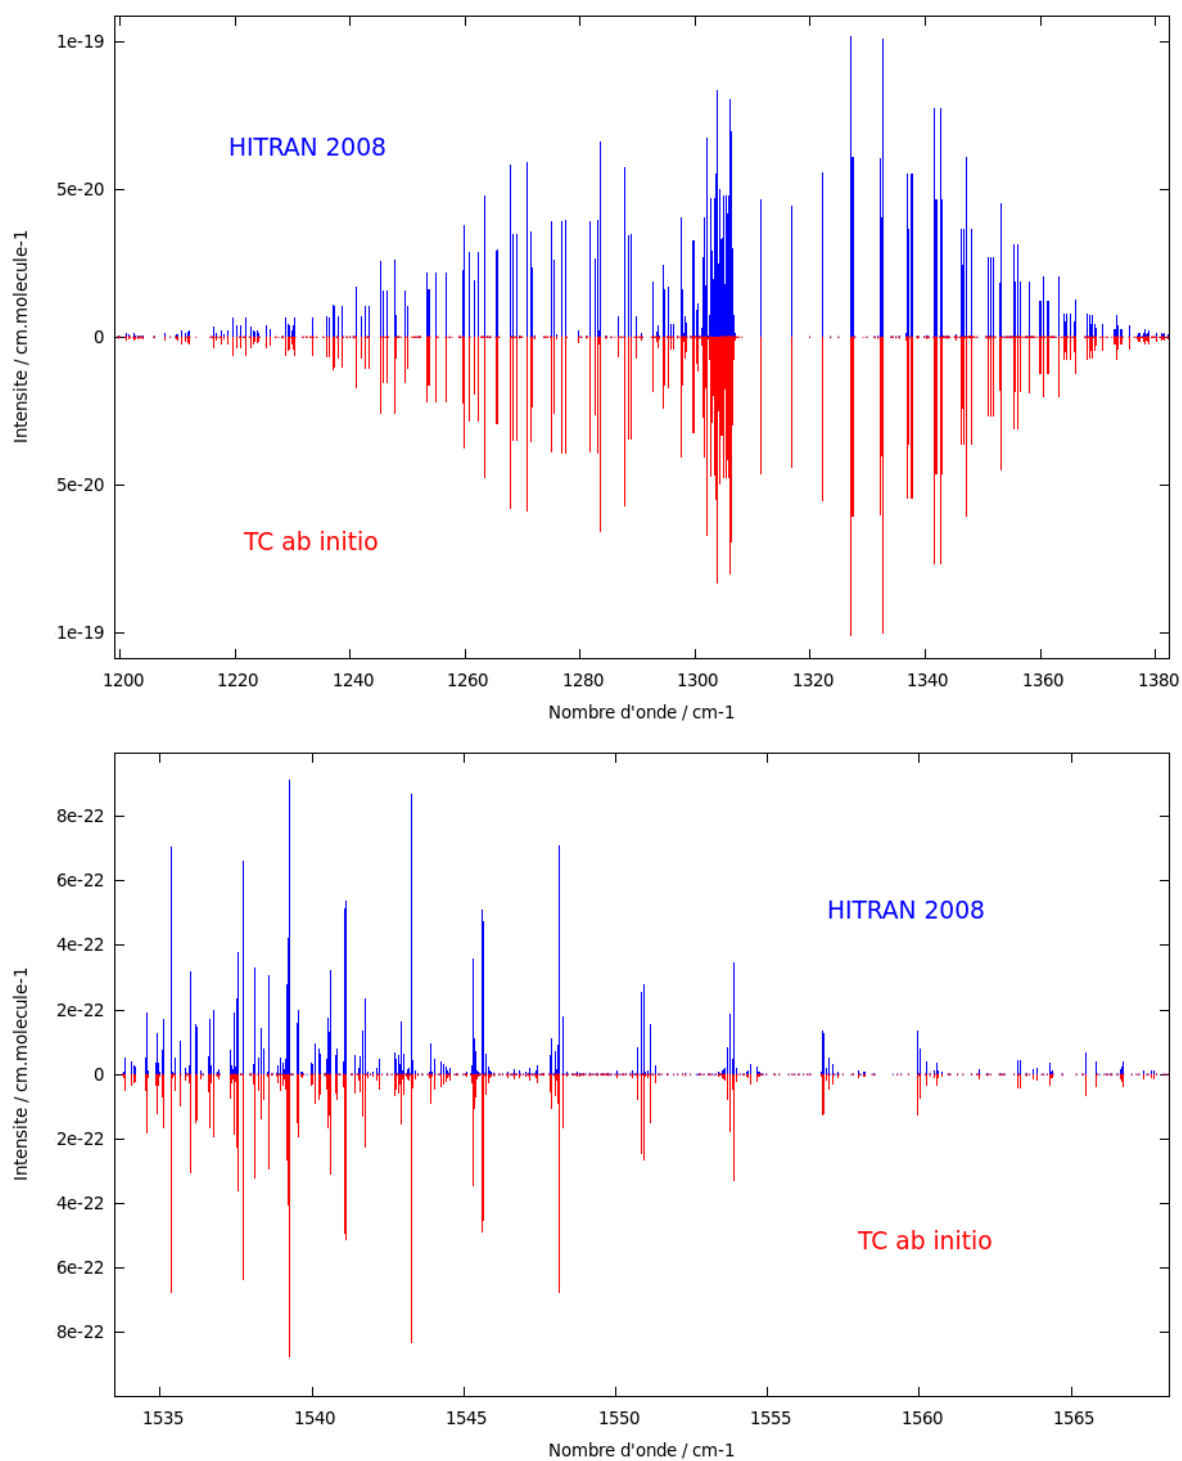 1e-19
HITRAN 2008
5e-20
0
5e-20
TC ab initio
1e-19
Intensite / cm.molecule-1
1200 1220 1240 1260 1280 1300 1320 1340 1360 1380
Nombre d'onde / cm-1
8e-22
6e-22
HITRAN 2008
4e-22
2e-22
0
2e-22
4e-22
TC ab initio
6e-22
8e-22
Intensite / cm.molecule-1
1535 1540 1545 1550 1555 1560 1565
Nombre d'onde / cm-1